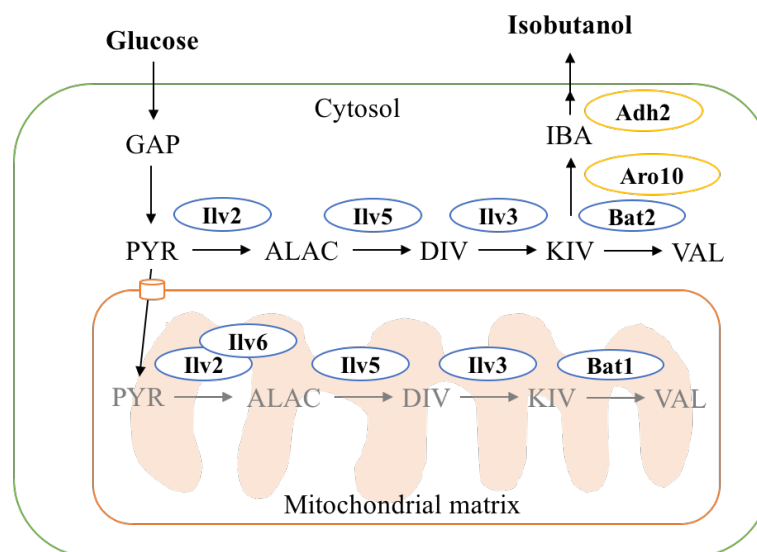 Glucose
Isobutanol
Cytosol
Adh2
GAP
IBA
Aro10
Ilv2
Ilv5
Ilv3
Bat2
PYR
ALAC
DIV
KIV
VAL
Ilv6
Ilv2
Ilv5
Ilv3
Bat1
PYR
ALAC
DIV
KIV
VAL
Mitochondrial matrix